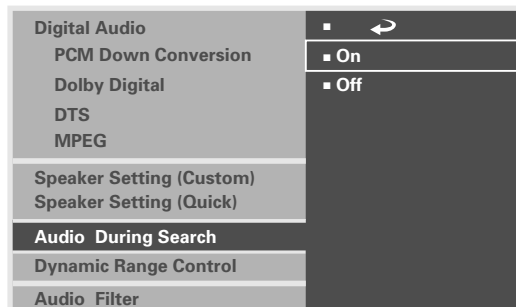 Digital Audio
PCM Down Conversion
Dolby Digital
DTS
MPEG
Speaker Setting (Custom)
Speaker Setting (Quick)
Audio During Search
Dynamic Range Control
Audio Filter
On
Off